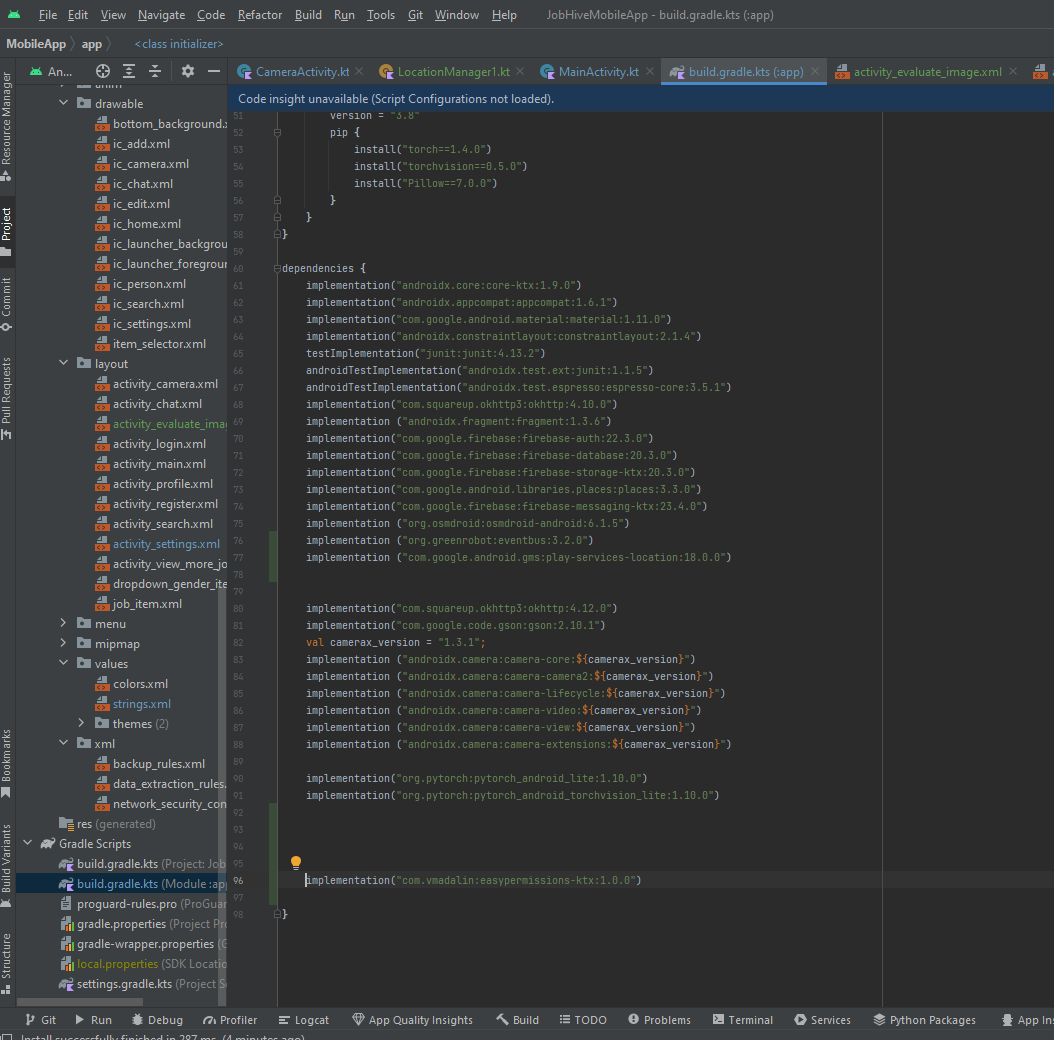 File Edit View Navigate Code Refactor Build Run Tools Git Window Help JobHiveMobileApp - build.gradle.kts (:app)
MobileApp app <class initializer>
An... CameraActivity.kt LocationManager1.kt MainActivity.kt build.gradle.kts (:app) activity_evaluate_image.xml
Code insight unavailable (Script Configurations not loaded).
Resource Manager
Project
Commit
Pull Requests
Bookmarks
Build Variants
Structure
anim
drawable
bottom_background.x
ic_add.xml
ic_camera.xml
ic_chat.xml
ic_edit.xml
ic_home.xml
ic_launcher_backgrou
ic_launcher_foregrour
ic_person.xml
ic_search.xml
ic_settings.xml
item_selector.xml
layout
activity_camera.xml
activity_chat.xml
activity_evaluate_imag
activity_login.xml
activity_main.xml
activity_profile.xml
activity_register.xml
activity_search.xml
activity_settings.xml
activity_view_more_jo
dropdown_gender_ite
job_item.xml
menu
mipmap
values
colors.xml
strings.xml
themes (2)
xml
backup_rules.xml
data_extraction_rules.
network_security_con
res (generated)
Gradle Scripts
build.gradle.kts (Project: Job
build.gradle.kts (Module :app
proguard-rules.pro (ProGuar
gradle.properties (Project Pro
gradle-wrapper.properties (G
local.properties (SDK Locatio
settings.gradle.kts (Project Se
51 version = "3.8"
52 pip {
53 install("torch==1.4.0")
54 install("torchvision==0.5.0")
55 install("Pillow==7.0.0")
56 }
57 }
58 }
59
60 dependencies {
61 implementation("androidx.core:core-ktx:1.9.0")
62 implementation("androidx.appcompat:appcompat:1.6.1")
63 implementation("com.google.android.material:material:1.11.0")
64 implementation("androidx.constraintlayout:constraintlayout:2.1.4")
65 testImplementation("junit:junit:4.13.2")
66 androidTestImplementation("androidx.test.ext:junit:1.1.5")
67 androidTestImplementation("androidx.test.espresso:espresso-core:3.5.1")
68 implementation("com.squareup.okhttp3:okhttp:4.10.0")
69 implementation ("androidx.fragment:fragment:1.3.6")
70 implementation("com.google.firebase:firebase-auth:22.3.0")
71 implementation("com.google.firebase:firebase-database:20.3.0")
72 implementation("com.google.firebase:firebase-storage-ktx:20.3.0")
73 implementation("com.google.android.libraries.places:places:3.3.0")
74 implementation("com.google.firebase:firebase-messaging-ktx:23.4.0")
75 implementation ("org.osmdroid:osmdroid-android:6.1.5")
76 implementation ("org.greenrobot:eventbus:3.2.0")
77 implementation ("com.google.android.gms:play-services-location:18.0.0")
78
79
80 implementation("com.squareup.okhttp3:okhttp:4.12.0")
81 implementation("com.google.code.gson:gson:2.10.1")
82 val camerax_version = "1.3.1";
83 implementation ("androidx.camera:camera-core:${camerax_version}")
84 implementation ("androidx.camera:camera-camera2:${camerax_version}")
85 implementation ("androidx.camera:camera-lifecycle:${camerax_version}")
86 implementation ("androidx.camera:camera-video:${camerax_version}")
87 implementation ("androidx.camera:camera-view:${camerax_version}")
88 implementation ("androidx.camera:camera-extensions:${camerax_version}")
89
90 implementation("org.pytorch:pytorch_android_lite:1.10.0")
91 implementation("org.pytorch:pytorch_android_torchvision_lite:1.10.0")
92
93
94
95
96 implementation("com.vmadalin:easypermissions-ktx:1.0.0")
97
98 }
Git Run Debug Profiler Logcat App Quality Insights Build TODO Problems Terminal Services Python Packages App Ins
Install successfully finished in 287 ms. (4 minutes ago)